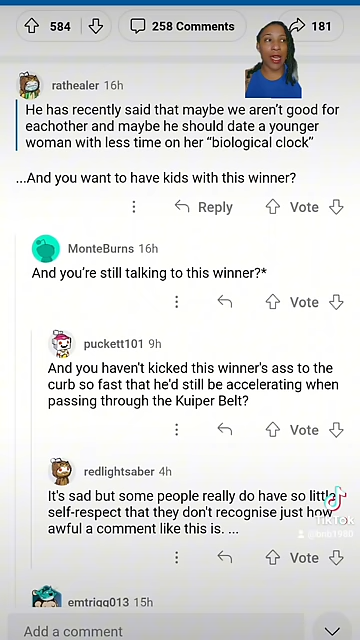 584
258 Comments
181
rathealer 16h
He has recently said that maybe we aren't good for
eachother and maybe he should date a younger
woman with less time on her “biological clock”
...And you want to have kids with this winner?
Reply
Vote
MonteBurns 16h
And you're still talking to this winner?*
Vote
puckett101 9h
And you haven't kicked this winner's ass to the
curb so fast that he'd still be accelerating when
passing through the Kuiper Belt?
Vote
redlightsaber 4h
It's sad but some people really do have so little
self-respect that they don't recognise just how
awful a comment like this is. ...
TikTok
Vote
emtrigg013 15h
Add a comment